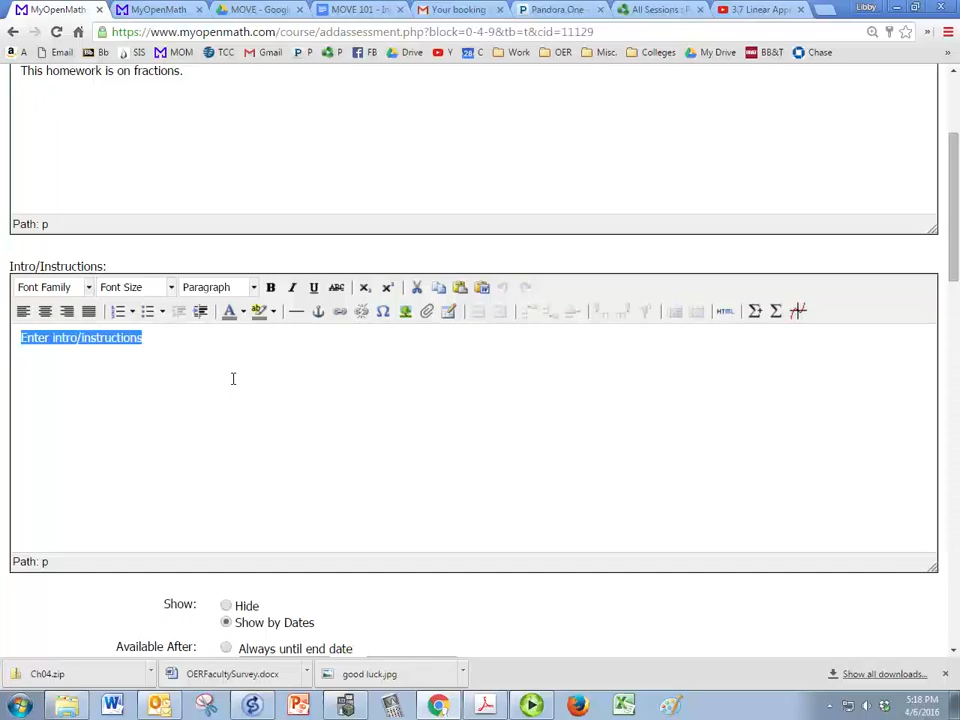 MyOpenMath
MyOpenMath
MOVE - Googl
MOVE 101 - In
Your booking
Pandora One
All Sessions : F
3.7 Linear App
Libby
https://www.myopenmath.com/course/addassessment.php?block=0-4-9&tb=t&cid=11129
A
Email
Bb
SIS
MOM
TCC
Gmail
P
P
FB
Drive
Y
28
C
Work
OER
Misc.
Colleges
My Drive
BB&T
Chase
This homework is on fractions.
Path: p
Intro/Instructions:
Font Family
Font Size
Paragraph
B I U ABC
HTML
Enter intro/instructions
Path: p
Show:
Hide
Show by Dates
Available After:
Always until end date
Ch04.zip
OERFacultySurvey.docx
good luck.jpg
Show all downloads...
5:18 PM
4/6/2016